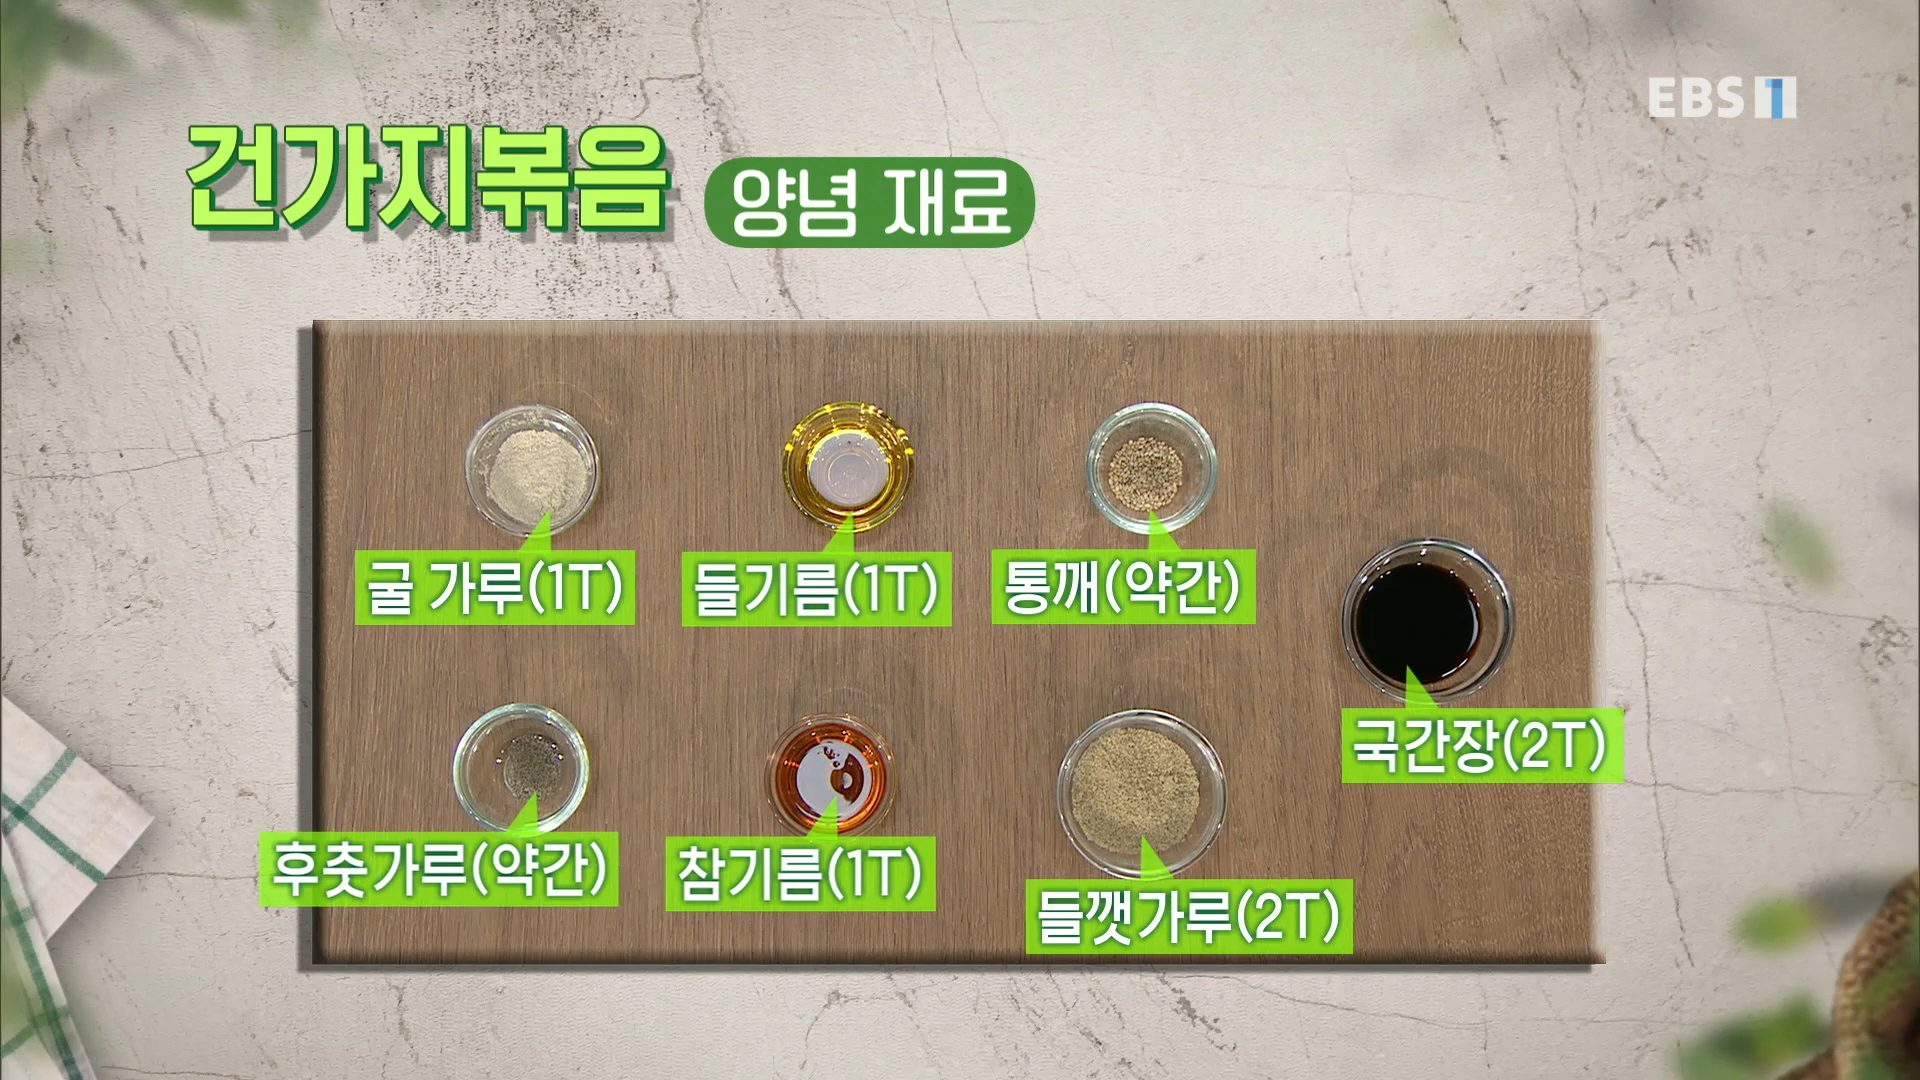 EBS 1
건가지볶음 양념 재료
굴 가루(1T)
들기름(1T)
통깨(약간)
국간장(2T)
후춧가루(약간)
참기름(1T)
들깻가루(2T)